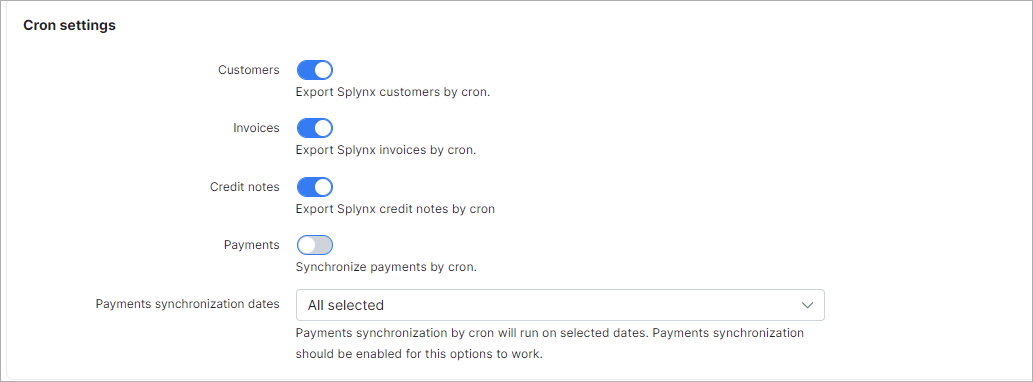 Cron settings
Customers
Export Splynx customers by cron.
Invoices
Export Splynx invoices by cron.
Credit notes
Export Splynx credit notes by cron
Payments
Synchronize payments by cron.
Payments synchronization dates
All selected
Payments synchronization by cron will run on selected dates. Payments synchronization
should be enabled for this options to work.